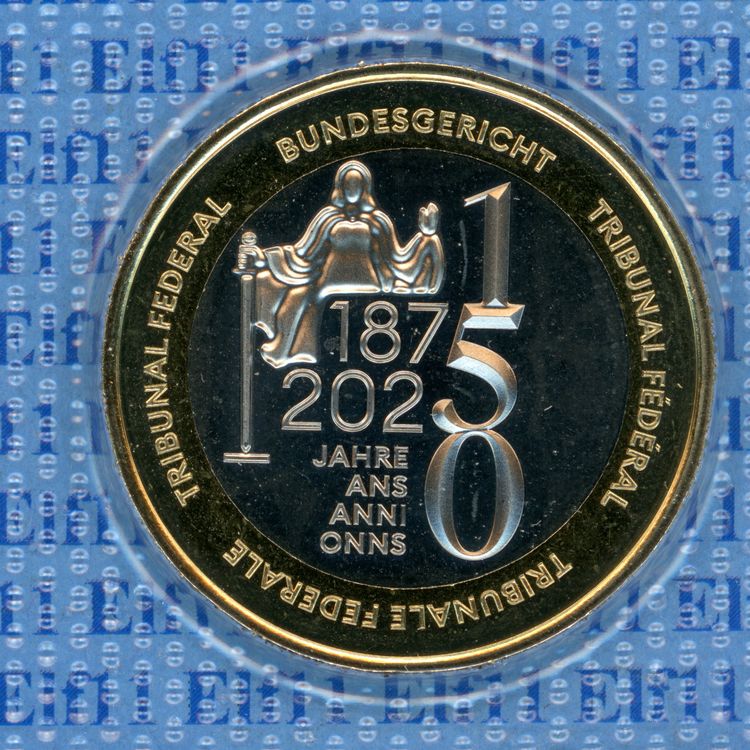 BUNDESGERICHT
TRIBUNAL FÉDÉRAL
TRIBUNALE FEDERALE
TRIBUNAL FEDERAL
1
187 5
202
0
JAHRE
ANS
ANNI
ONNS